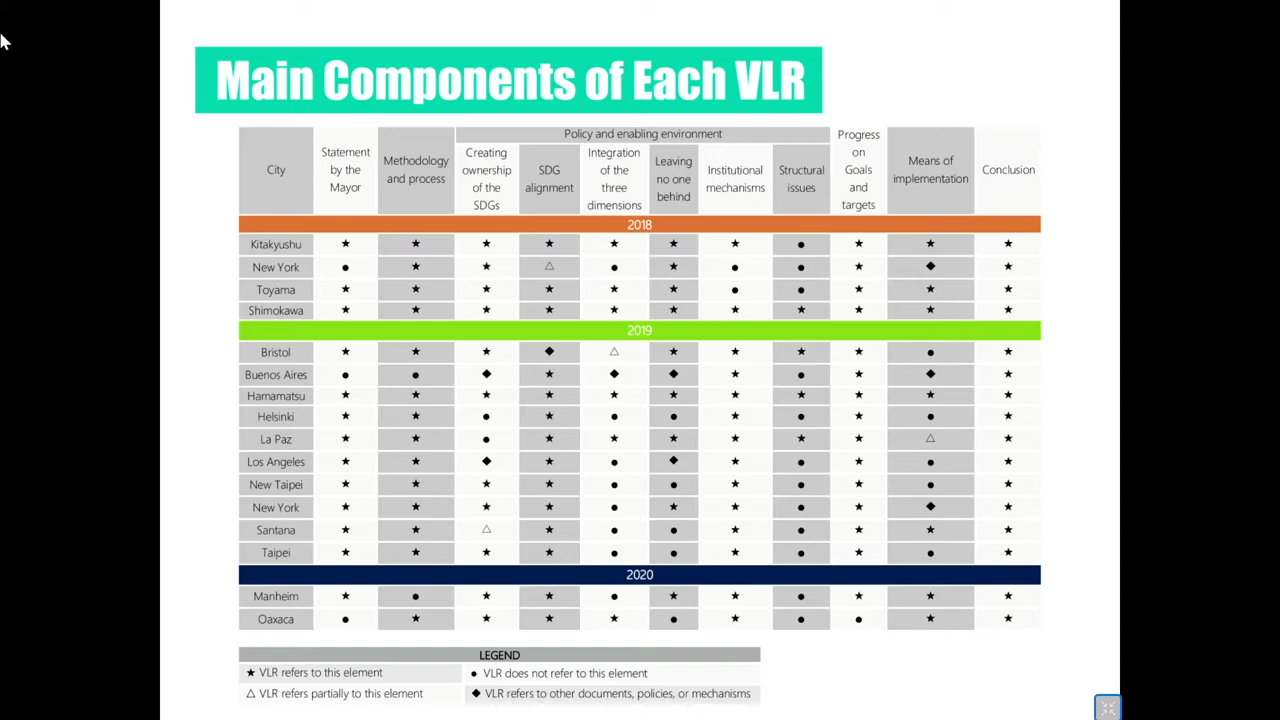 Main Components of Each VLR
Policy and enabling environment
City
Statement by the Mayor
Methodology and process
Creating ownership of the SDGs
SDG alignment
Integration of the three dimensions
Leaving no one behind
Institutional mechanisms
Structural issues
Progress on Goals and targets
Means of implementation
Conclusion
2018
Kitakyushu ★ ★ ★ ★ ★ ★ ★ ● ★ ★ ★
New York ● ★ ★ △ ● ★ ● ● ★ ◆ ★
Toyama ★ ★ ★ ★ ★ ★ ● ● ★ ★ ★
Shimokawa ★ ★ ★ ★ ★ ★ ★ ★ ★ ★ ★
2019
Bristol ★ ★ ★ ◆ △ ★ ★ ★ ★ ● ★
Buenos Aires ● ● ◆ ★ ◆ ◆ ★ ● ★ ◆ ★
Hamamatsu ★ ★ ★ ★ ★ ★ ★ ★ ★ ★ ★
Helsinki ★ ★ ● ★ ● ● ★ ● ★ ● ★
La Paz ★ ★ ● ★ ★ ★ ★ ★ ★ △ ★
Los Angeles ★ ★ ◆ ★ ● ◆ ★ ● ★ ● ★
New Taipei ★ ★ ★ ★ ● ● ★ ● ★ ● ★
New York ★ ★ ★ ★ ● ★ ★ ● ★ ◆ ★
Santana ★ ★ △ ★ ● ● ★ ● ★ ★ ★
Taipei ★ ★ ★ ★ ● ● ★ ● ★ ● ★
2020
Manheim ★ ● ★ ★ ● ★ ★ ● ★ ★ ★
Oaxaca ● ★ ★ ★ ★ ● ★ ● ● ★ ★
LEGEND
★ VLR refers to this element ● VLR does not refer to this element
△ VLR refers partially to this element ◆ VLR refers to other documents, policies, or mechanisms